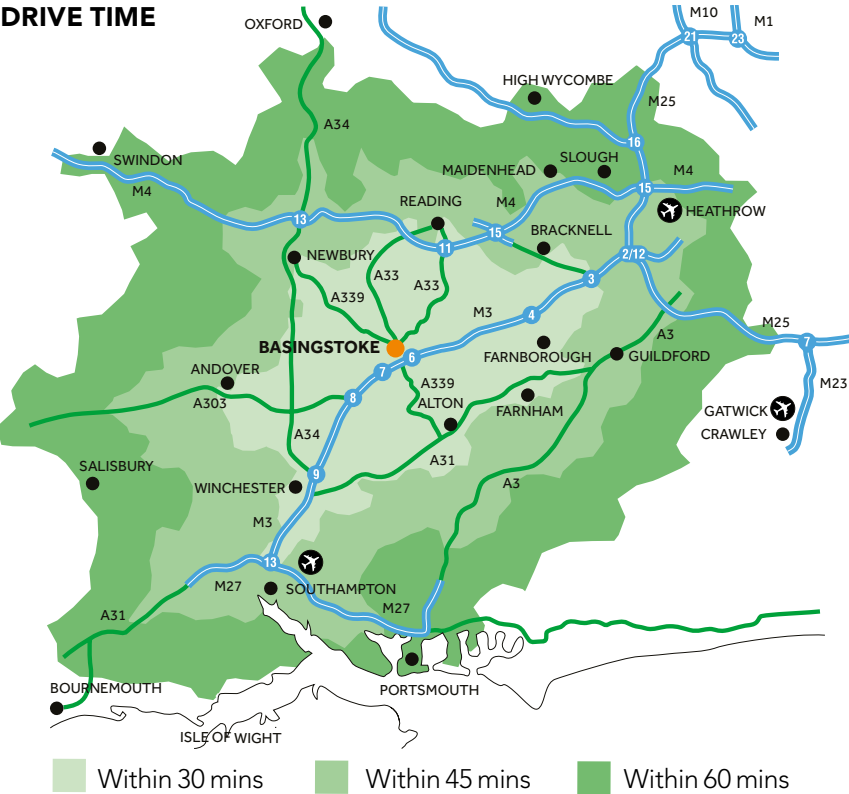 DRIVE TIME
OXFORD
M10
M1
21
23
HIGH WYCOMBE
M25
A34
16
SWINDON
M4
MAIDENHEAD
SLOUGH
M4
15
READING
M4
HEATHROW
13
15
BRACKNELL
11
NEWBURY
2/12
A33
A33
3
A339
M3
4
M25
A3
BASINGSTOKE
6
FARNBOROUGH
GUILDFORD
7
7
ANDOVER
A339
M23
8
ALTON
A303
FARNHAM
GATWICK
CRAWLEY
A34
A31
SALISBURY
9
WINCHESTER
A3
M3
13
M27
SOUTHAMPTON
M27
A31
BOURNEMOUTH
PORTSMOUTH
ISLE OF WIGHT
Within 30 mins
Within 45 mins
Within 60 mins